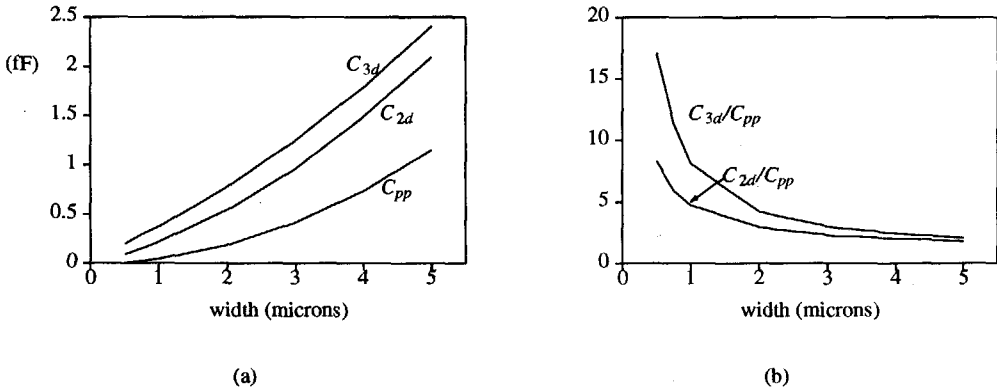 2.5
(fF)
2
1.5
1
0.5
0
0 1 2 3 4 5
width (microns)
C3d
C2d
Cpp
(a)
20
15
10
5
0
0 1 2 3 4 5
width (microns)
C3d/Cpp
C2d/Cpp
(b)